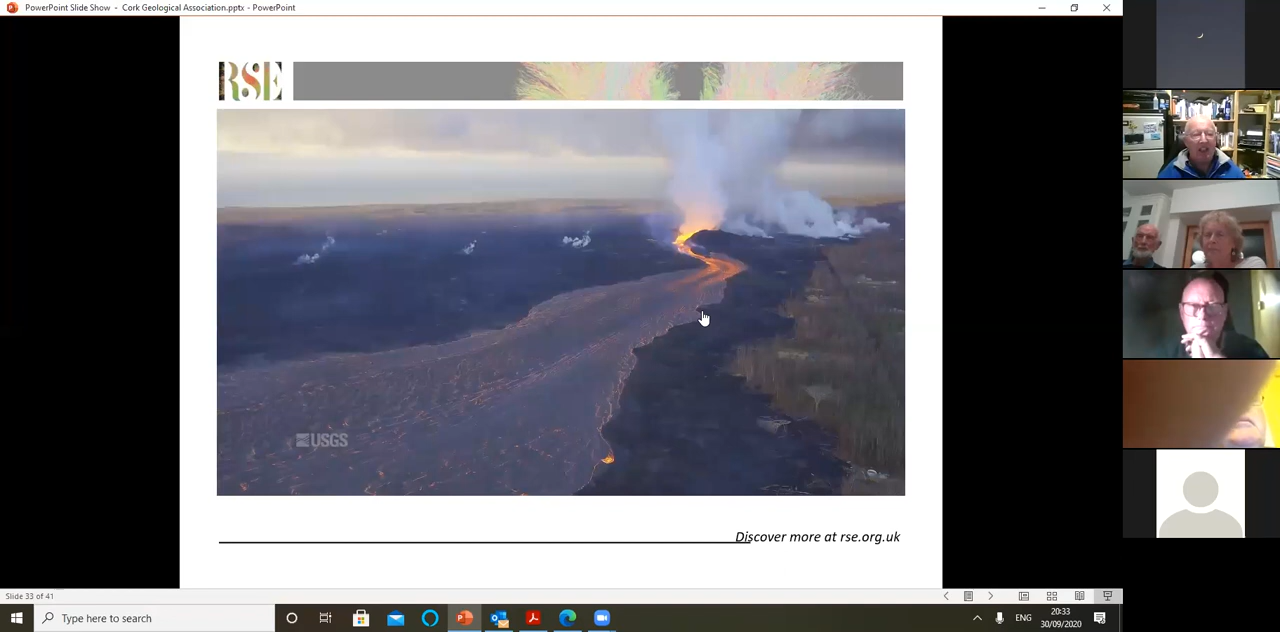 PowerPoint Slide Show - Cork Geological Association.pptx - PowerPoint
RSE
USGS
Discover more at rse.org.uk
Slide 33 of 41
Type here to search
ENG
20:33
30/09/2020